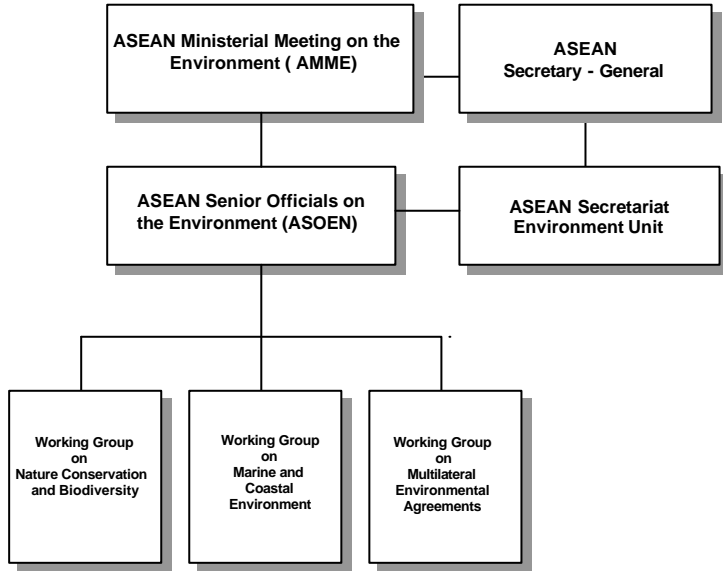 ASEAN Ministerial Meeting on the
Environment ( AMME)
ASEAN
Secretary - General
ASEAN Senior Officials on
the Environment (ASOEN)
ASEAN Secretariat
Environment Unit
Working Group
on
Nature Conservation
and Biodiversity
Working Group
on
Marine and
Coastal
Environment
Working Group
on
Multilateral
Environmental
Agreements